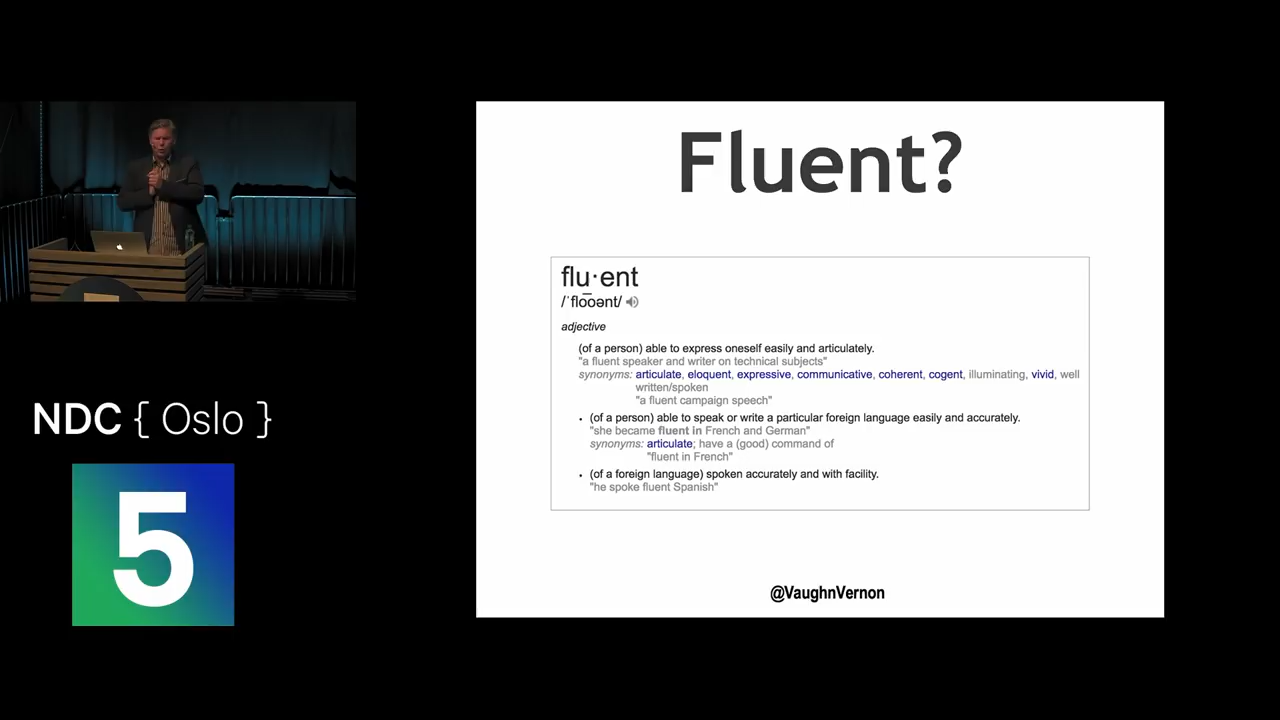 Fluent?
flu·ent
/ˈflo͞oənt/
adjective
(of a person) able to express oneself easily and articulately.
"a fluent speaker and writer on technical subjects"
synonyms: articulate, eloquent, expressive, communicative, coherent, cogent, illuminating, vivid, well
written/spoken
"a fluent campaign speech"
• (of a person) able to speak or write a particular foreign language easily and accurately.
"she became fluent in French and German"
synonyms: articulate; have a (good) command of
"fluent in French"
• (of a foreign language) spoken accurately and with facility.
"he spoke fluent Spanish"
@VaughnVernon
NDC { Oslo }
5